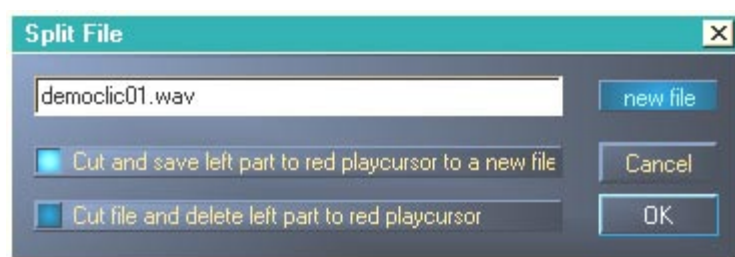 Split File
democlic01.wav
new file
Cut and save left part to red playcursor to a new file
Cancel
Cut file and delete left part to red playcursor
OK